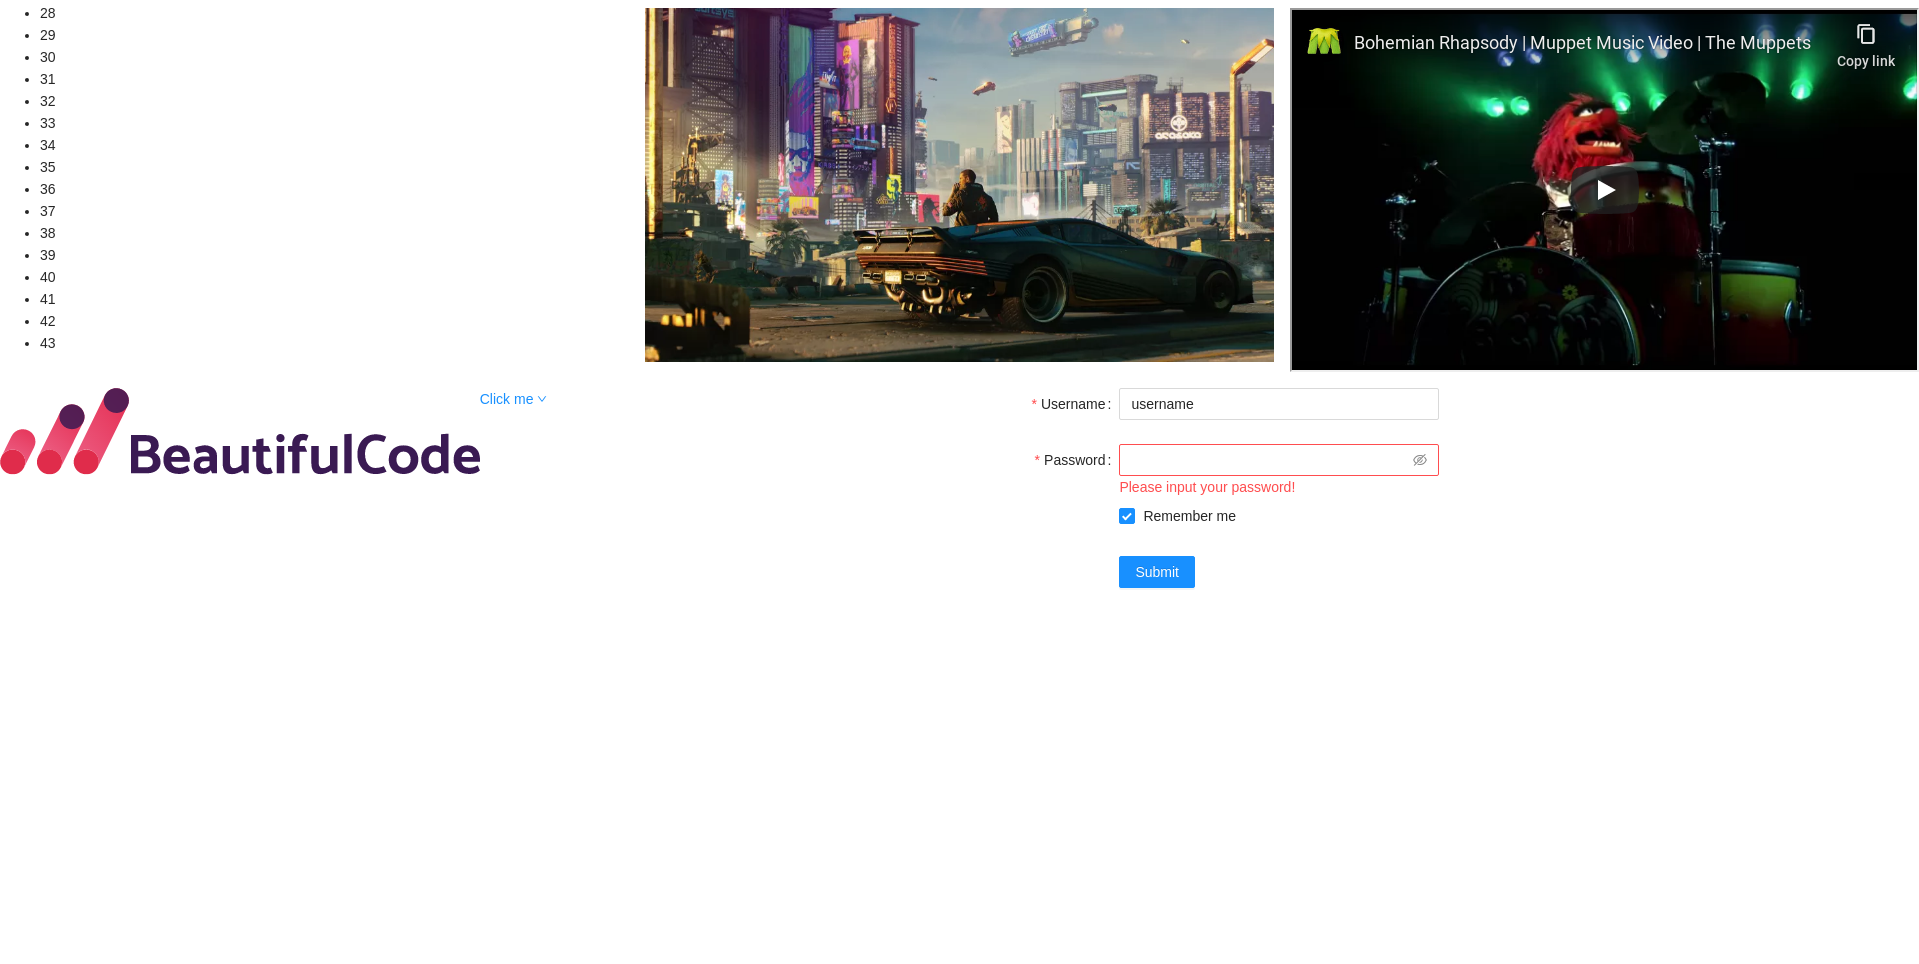 28
29
30
31
32
33
34
35
36
37
38
39
40
41
42
43
arasaka
Bohemian Rhapsody | Muppet Music Video | The Muppets
Copy link
BeautifulCode
Click me
* Username :
username
* Password :
Please input your password!
Remember me
Submit